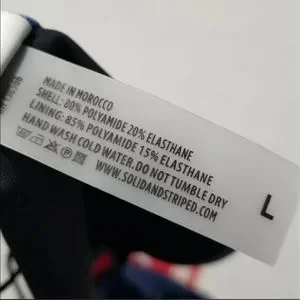 MADE IN MOROCCO
SHELL: 80% POLYAMIDE 20% ELASTHANE
LINING: 85% POLYAMIDE 15% ELASTHANE
HAND WASH COLD WATER. DO NOT TUMBLE DRY
WWW.SOLIDANDSTRIPED.COM
L